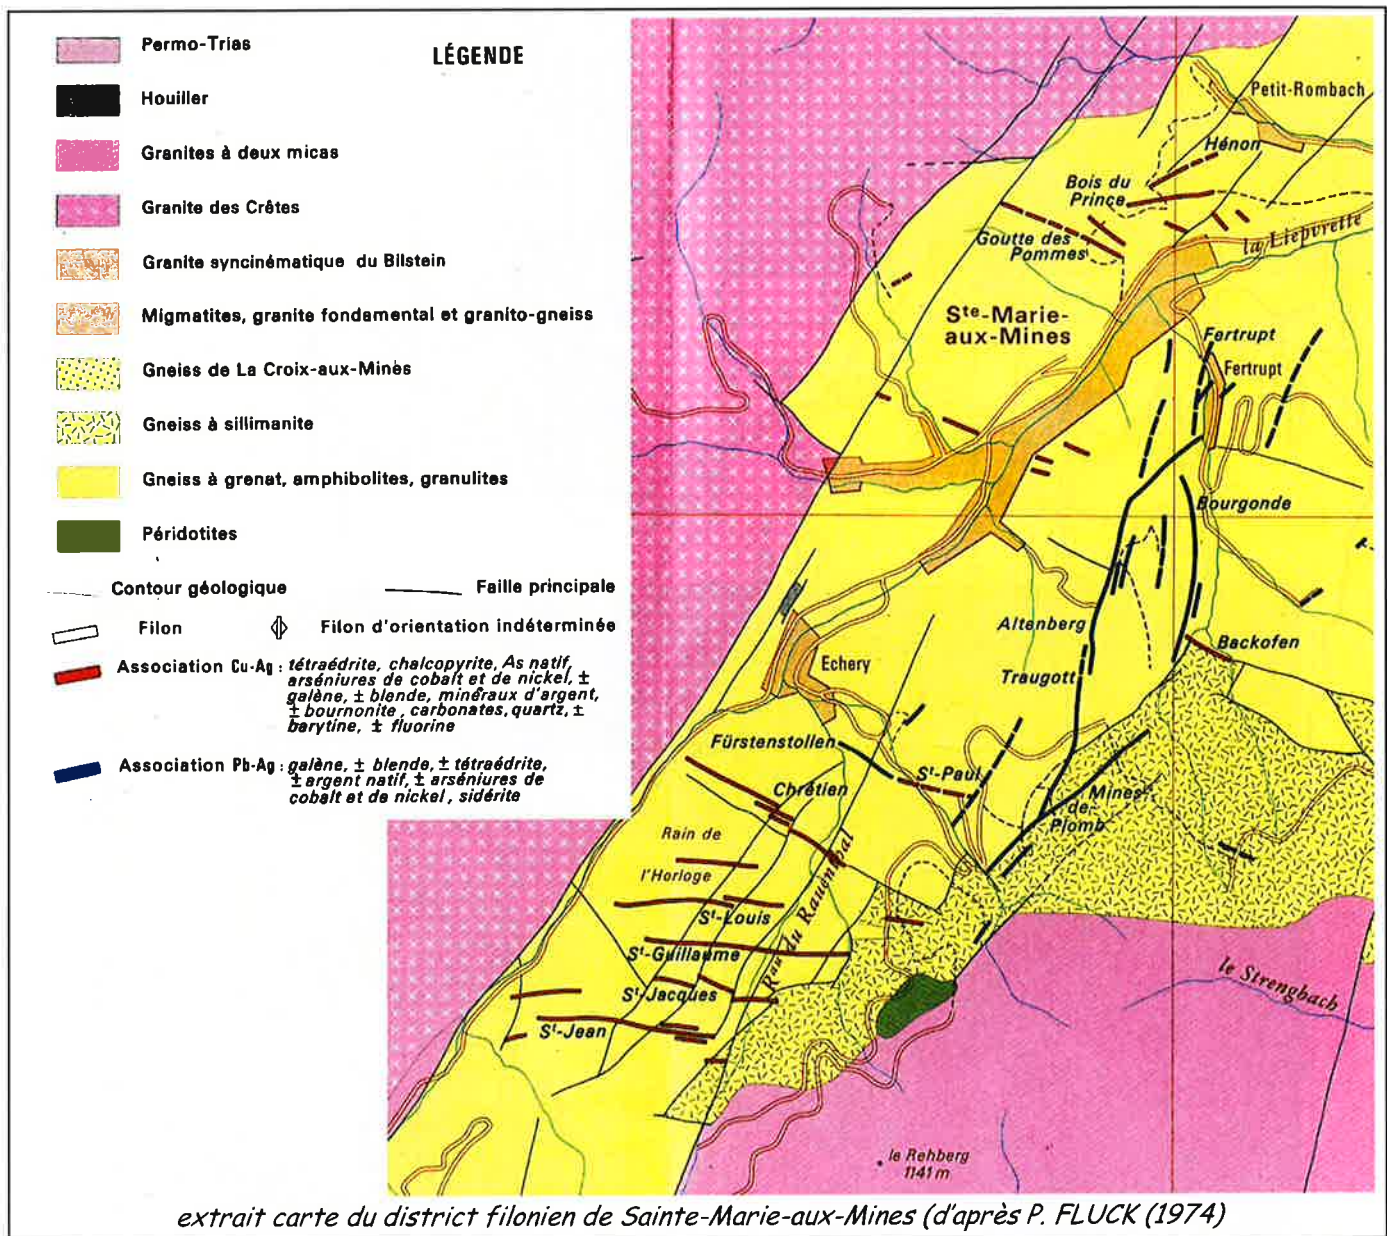 LÉGENDE
Permo-Trias
Houiller
Granites à deux micas
Granite des Crêtes
Granite syncinématique du Bilstein
Migmatites, granite fondamental et granito-gneiss
Gneiss de La Croix-aux-Mines
Gneiss à sillimanite
Gneiss à grenat, amphibolites, granulites
Péridotites
Contour géologique
Faille principale
Filon
Filon d'orientation indéterminée
Association Cu-Ag : tétraédrite, chalcopyrite, As natif,
arséniures de cobalt et de nickel, ±
galène, ± blende, minéraux d'argent,
± bournonite, carbonates, quartz, ±
barytine, ± fluorine
Association Pb-Ag : galène, ± blende, ± tétraédrite,
± argent natif, ± arséniures de
cobalt et de nickel, sidérite
Petit-Rombach
Hénon
Bois du
Prince
Goutte des
Pommes
la Liepvrette
Ste-Marie-
aux-Mines
Fertrupt
Fertrupt
Bourgonde
Altenberg
Backofen
Echery
Traugott
Fürstenstollen
St-Paul
Chrétien
Mines
de
Plomb
Rain de
l'Horloge
St-Louis
Rau du Rauenthal
St-Guillaume
St-Jacques
St-Jean
le Strengbach
le Rehberg
1141 m
extrait carte du district filonien de Sainte-Marie-aux-Mines (d'après P. FLUCK (1974)